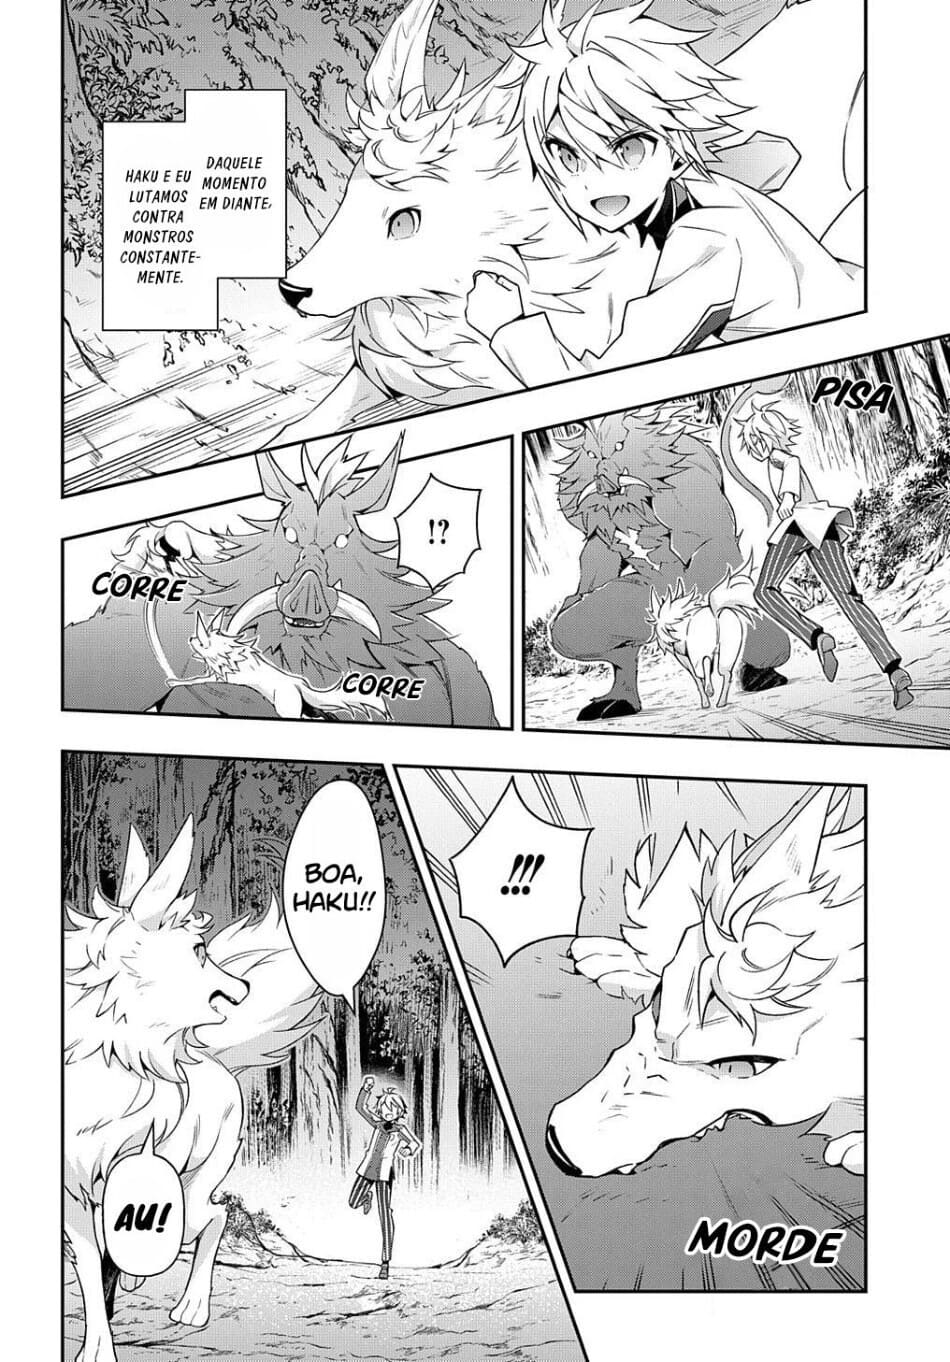 DAQUELE
MOMENTO
EM DIANTE,
HAKU E EU
LUTAMOS
CONTRA
MONSTROS
CONSTANTE-
MENTE.
PISA
!?
CORRE
CORRE
!!!
MORDE
BOA,
HAKU!!
AU!